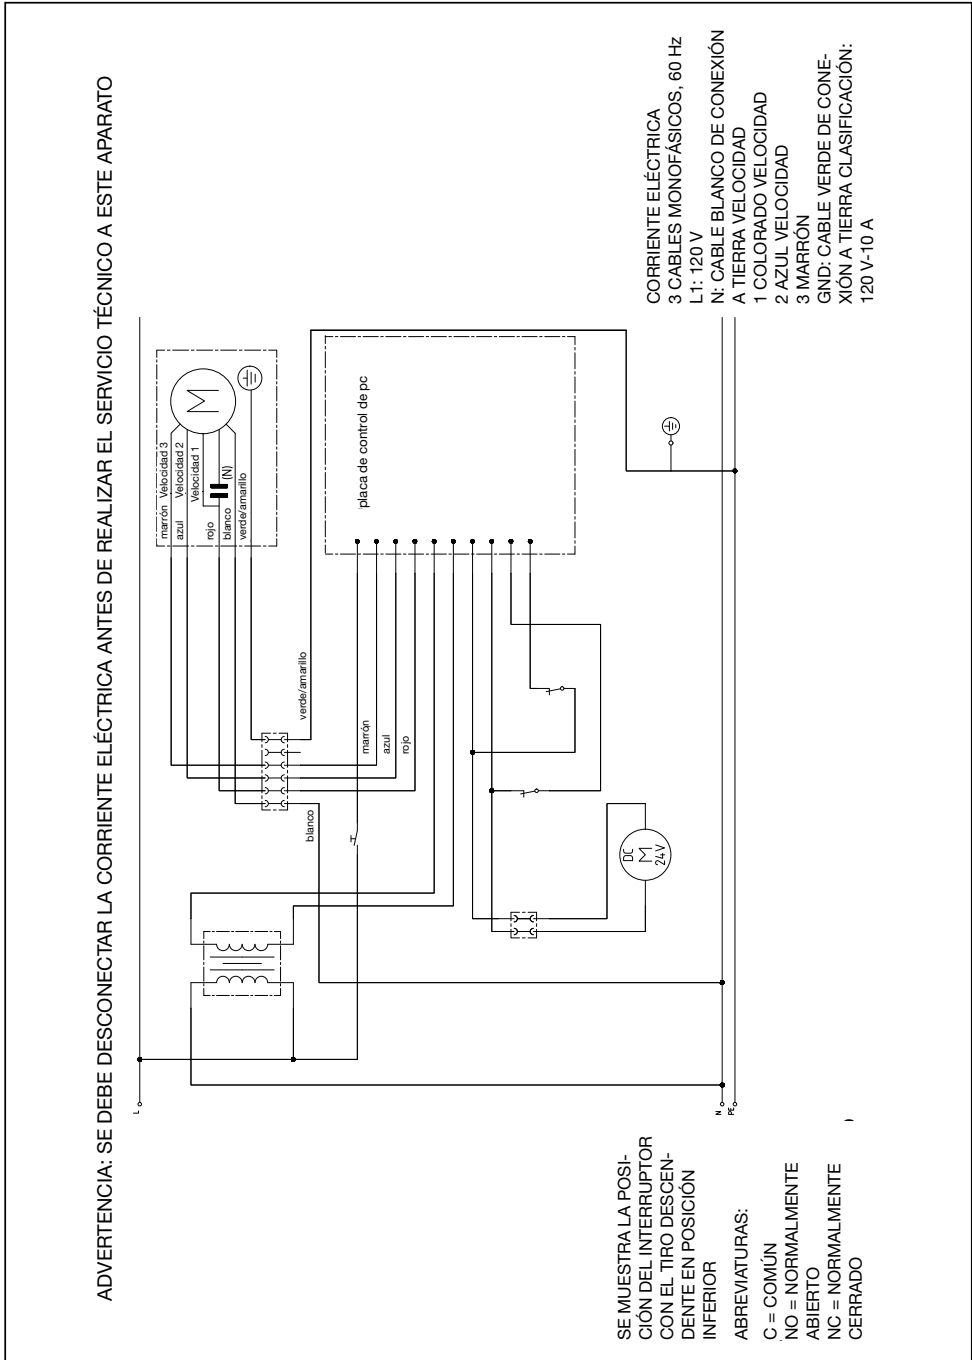 ADVERTENCIA: SE DEBE DESCONECTAR LA CORRIENTE ELÉCTRICA ANTES DE REALIZAR EL SERVICIO TÉCNICO A ESTE APARATO
L
marrón Velocidad 3
azul Velocidad 2
Velocidad 1
rojo
(N)
blanco
verde/amarillo
M
verde/amarillo
blanco
placa de control de pc
marrón
azul
rojo
DC
M
24V
N
PE
SE MUESTRA LA POSI-
CIÓN DEL INTERRUPTOR
CON EL TIRO DESCEN-
DENTE EN POSICIÓN
INFERIOR
ABREVIATURAS:
C = COMÚN
NO = NORMALMENTE
ABIERTO
NC = NORMALMENTE
CERRADO
CORRIENTE ELÉCTRICA
3 CABLES MONOFÁSICOS, 60 Hz
L1: 120 V
N: CABLE BLANCO DE CONEXIÓN
A TIERRA VELOCIDAD
1 COLORADO VELOCIDAD
2 AZUL VELOCIDAD
3 MARRÓN
GND: CABLE VERDE DE CONE-
XIÓN A TIERRA CLASIFICACIÓN:
120 V-10 A